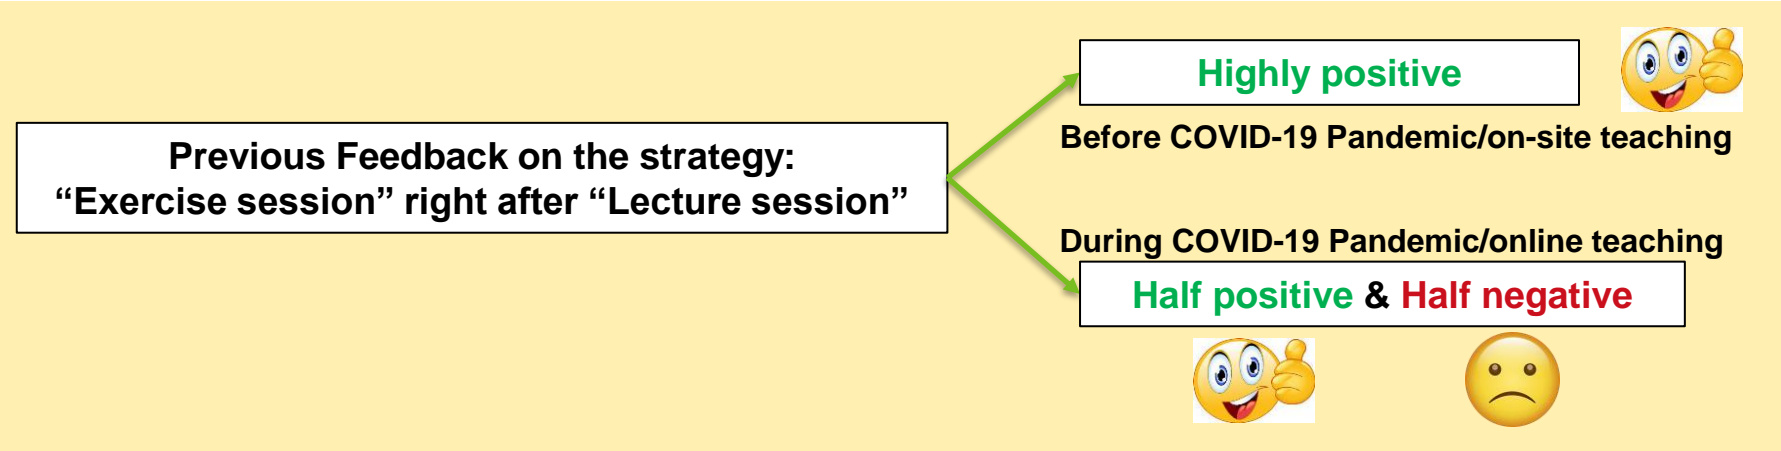 Previous Feedback on the strategy:
“Exercise session” right after “Lecture session”
Highly positive
Before COVID-19 Pandemic/on-site teaching
During COVID-19 Pandemic/online teaching
Half positive & Half negative